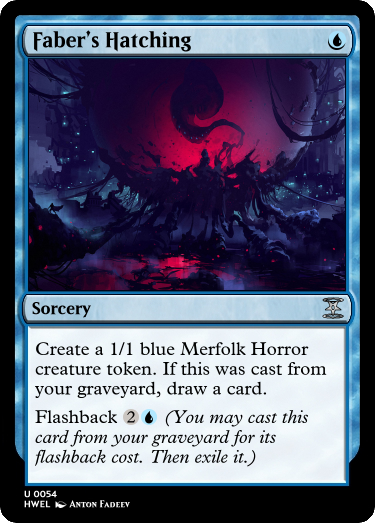 Faber's Hatching
Sorcery
Create a 1/1 blue Merfolk Horror
creature token. If this was cast from
your graveyard, draw a card.
Flashback 2 (You may cast this
card from your graveyard for its
flashback cost. Then exile it.)
U 0054
HWEL Anton Fadeev